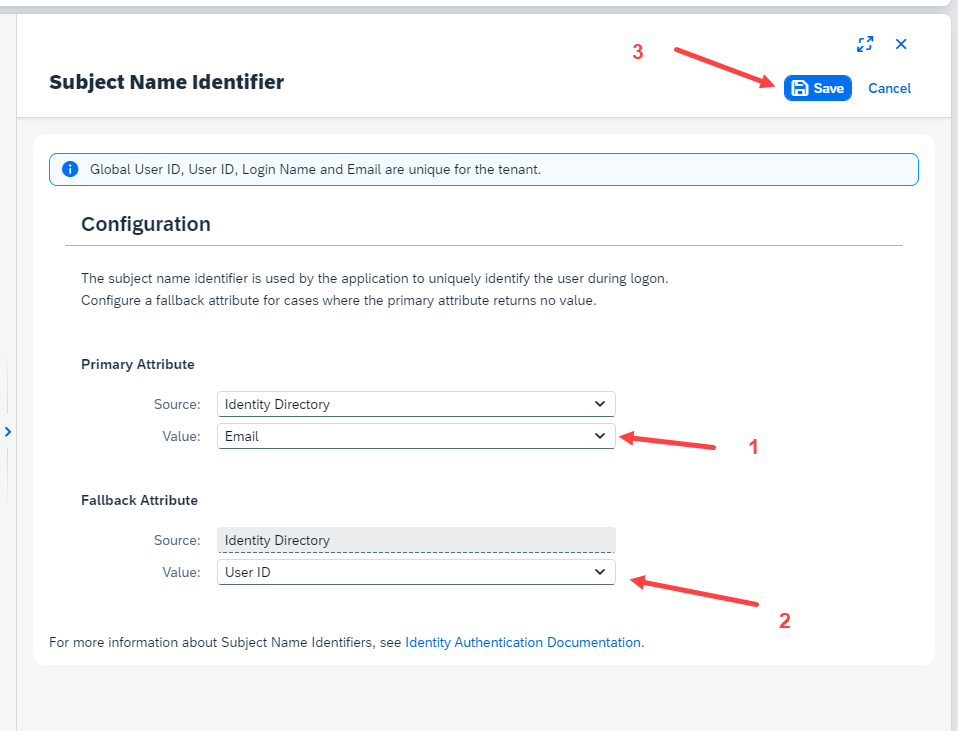 3
Subject Name Identifier
Save
Cancel
Global User ID, User ID, Login Name and Email are unique for the tenant.
Configuration
The subject name identifier is used by the application to uniquely identify the user during logon.
Configure a fallback attribute for cases where the primary attribute returns no value.
Primary Attribute
Source: Identity Directory
Value: Email
1
Fallback Attribute
Source: Identity Directory
Value: User ID
2
For more information about Subject Name Identifiers, see Identity Authentication Documentation.